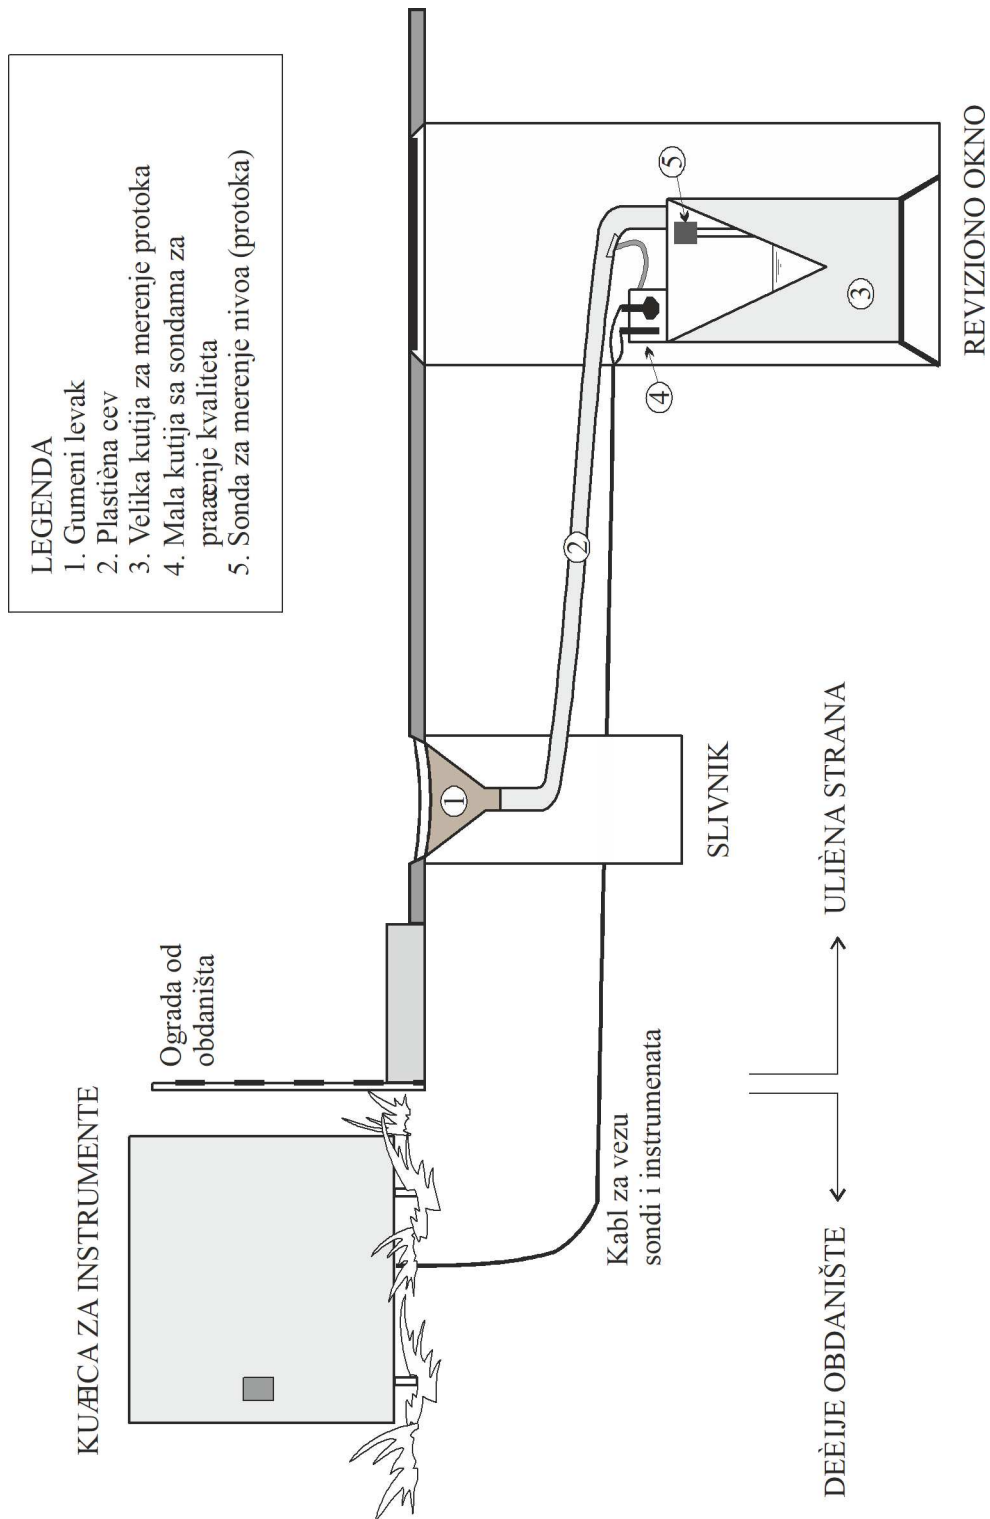 LEGENDA
1. Gumeni levak
2. Plastièna cev
3. Velika kutija za merenje protoka
4. Mala kutija sa sondama za
praæenje kvaliteta
5. Sonda za merenje nivoa (protoka)
KUÆICA ZA INSTRUMENTE
Ograda od
obdaništa
1
2
3
4
5
Kabl za vezu
sondi i instrumenata
SLIVNIK
REVIZIONO OKNO
DEÈEIJE OBDANIŠTE
ULIÈNA STRANA